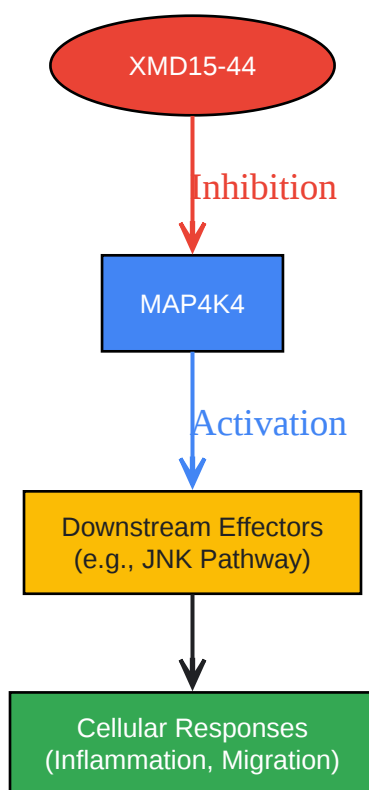 XMD15-44
Inhibition
MAP4K4
Activation
Downstream Effectors
(e.g., JNK Pathway)
Cellular Responses
(Inflammation, Migration)